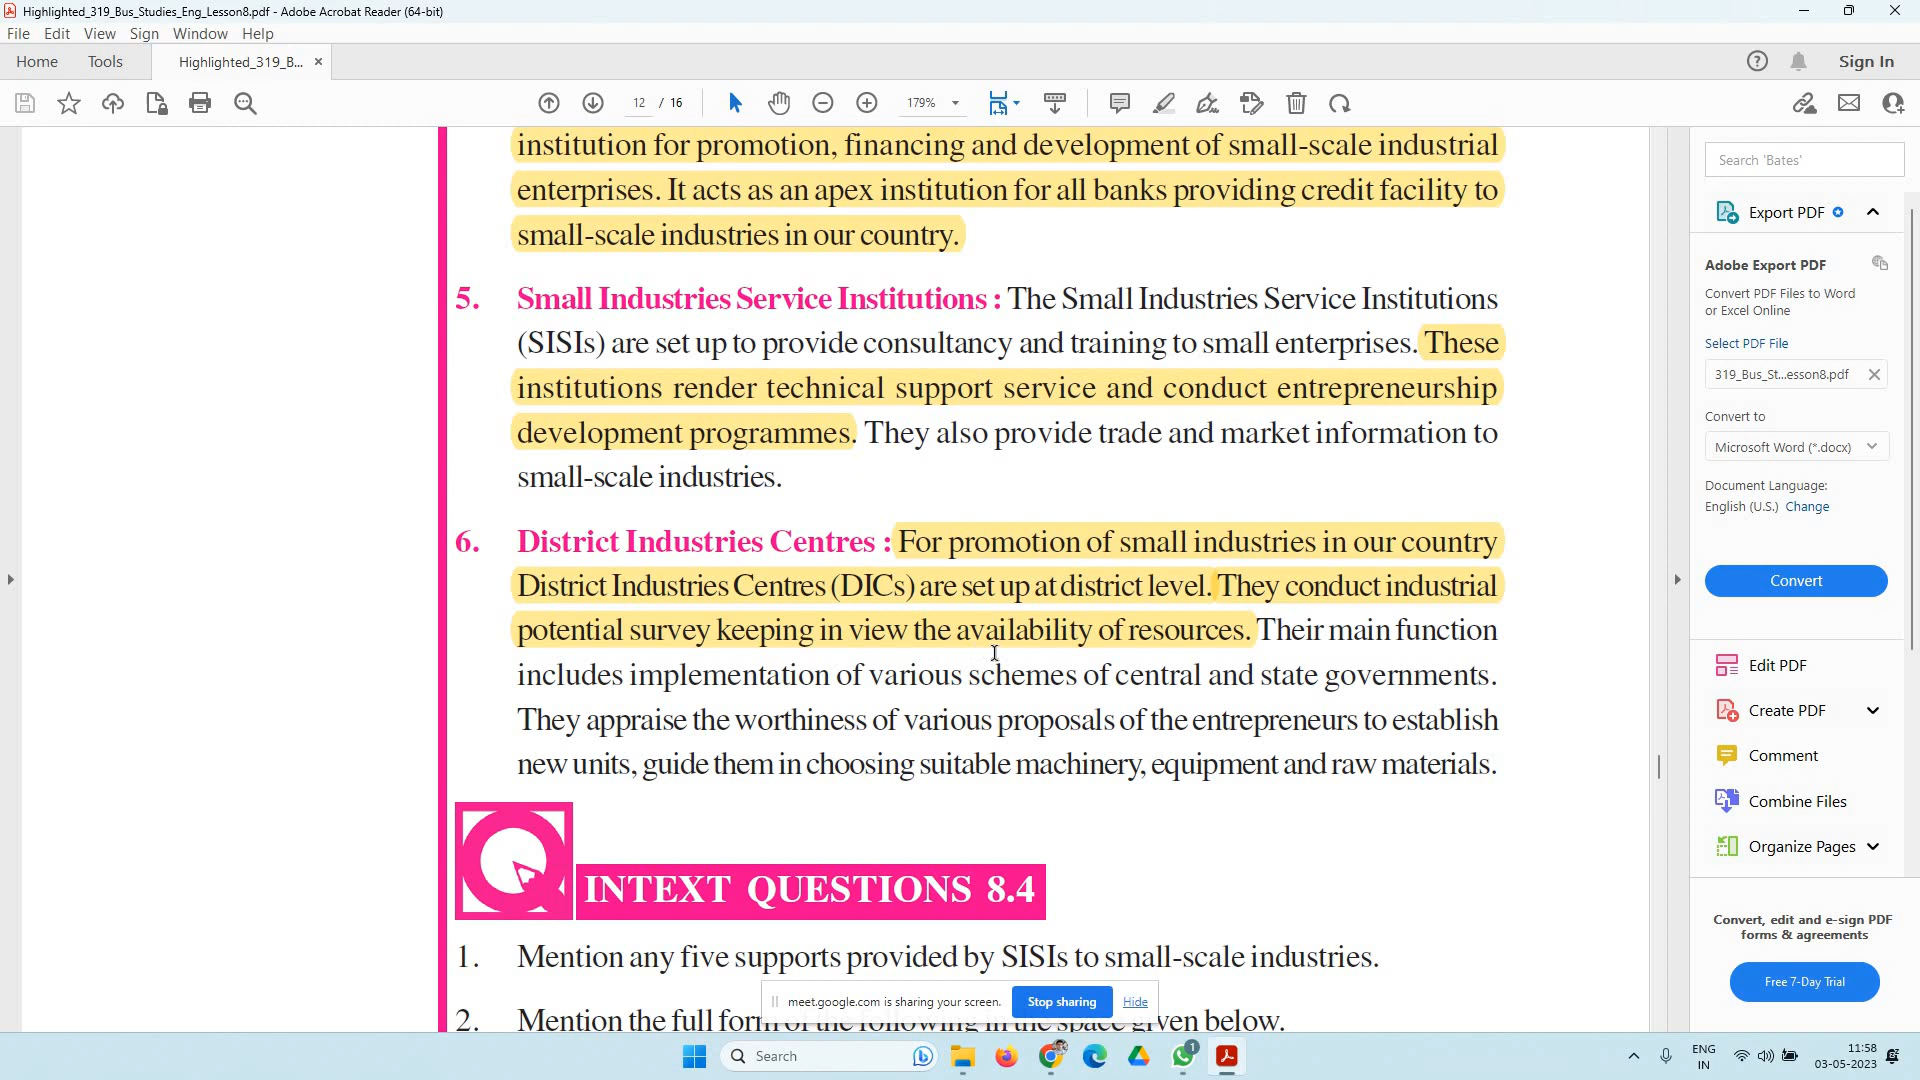 Highlighted_319_Bus_Studies_Eng_Lesson8.pdf - Adobe Acrobat Reader (64-bit)
File Edit View Sign Window Help
Home Tools Highlighted_319_B... × Sign In
12 / 16 179%
institution for promotion, financing and development of small-scale industrial
enterprises. It acts as an apex institution for all banks providing credit facility to
small-scale industries in our country.
5. Small Industries Service Institutions : The Small Industries Service Institutions
(SISIs) are set up to provide consultancy and training to small enterprises. These
institutions render technical support service and conduct entrepreneurship
development programmes. They also provide trade and market information to
small-scale industries.
6. District Industries Centres : For promotion of small industries in our country
District Industries Centres (DICs) are set up at district level. They conduct industrial
potential survey keeping in view the availability of resources. Their main function
includes implementation of various schemes of central and state governments.
They appraise the worthiness of various proposals of the entrepreneurs to establish
new units, guide them in choosing suitable machinery, equipment and raw materials.
INTEXT QUESTIONS 8.4
1. Mention any five supports provided by SISIs to small-scale industries.
2. Mention the full form of the following in the space given below.
meet.google.com is sharing your screen. Stop sharing Hide
Search 'Bates'
Export PDF
Adobe Export PDF
Convert PDF Files to Word
or Excel Online
Select PDF File
319_Bus_St...esson8.pdf
Convert to
Microsoft Word (*.docx)
Document Language:
English (U.S.) Change
Convert
Edit PDF
Create PDF
Comment
Combine Files
Organize Pages
Convert, edit and e-sign PDF
forms & agreements
Free 7-Day Trial
Search
1
ENG
IN
11:58
03-05-2023